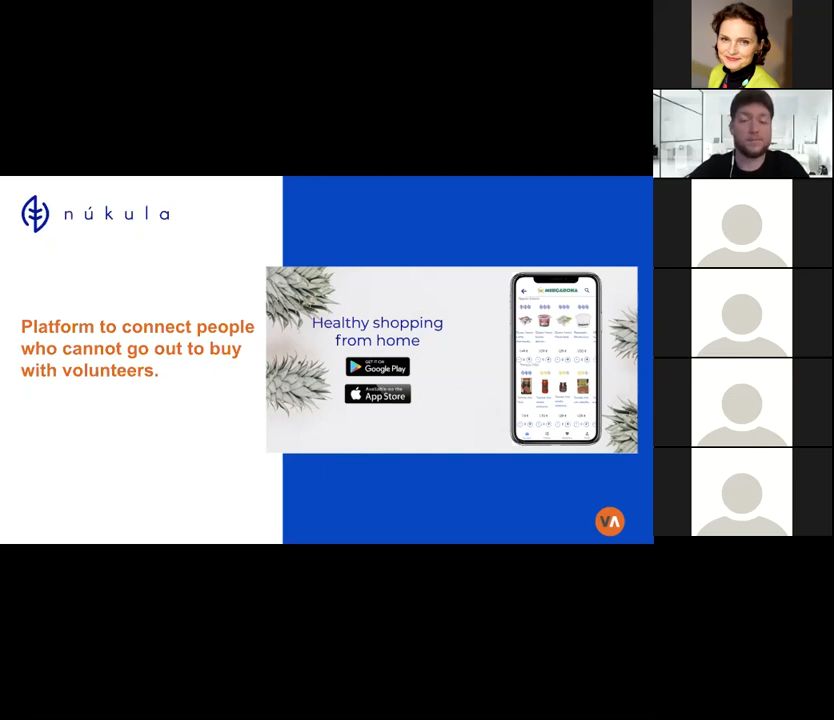 núkula
Platform to connect people
who cannot go out to buy
with volunteers.
Healthy shopping
from home
GET IT ON
Google Play
Available on the
App Store
MERCADONA
VA